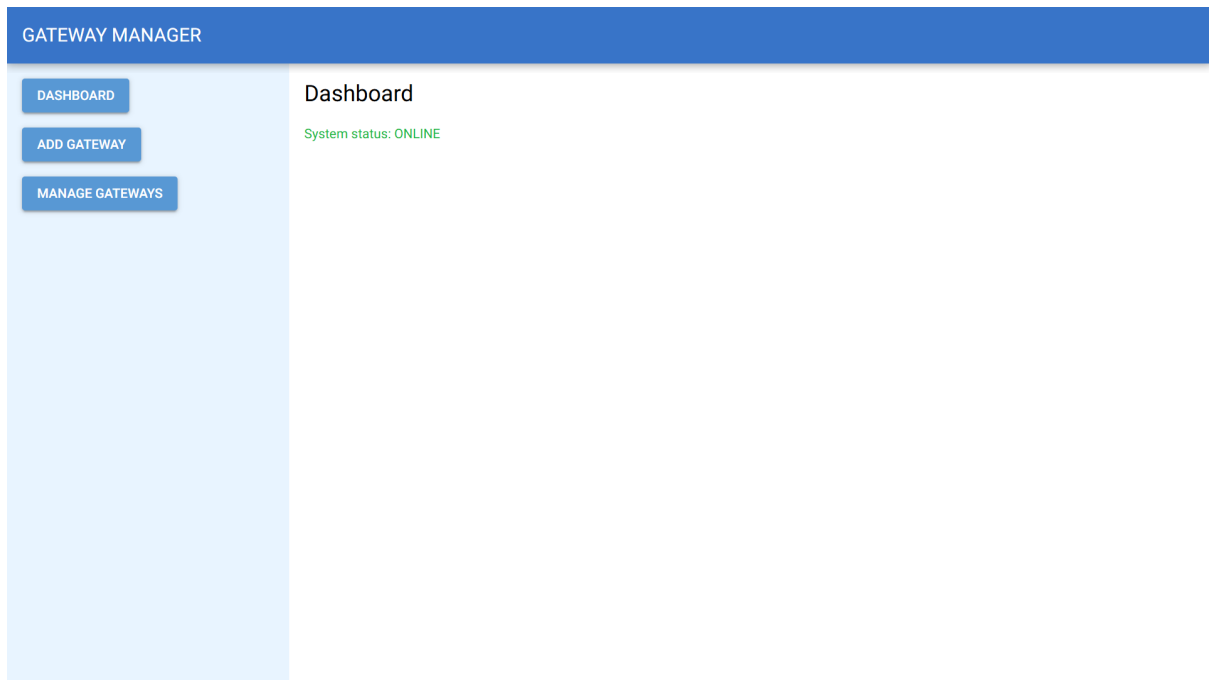 GATEWAY MANAGER
DASHBOARD
ADD GATEWAY
MANAGE GATEWAYS
Dashboard
System status: ONLINE